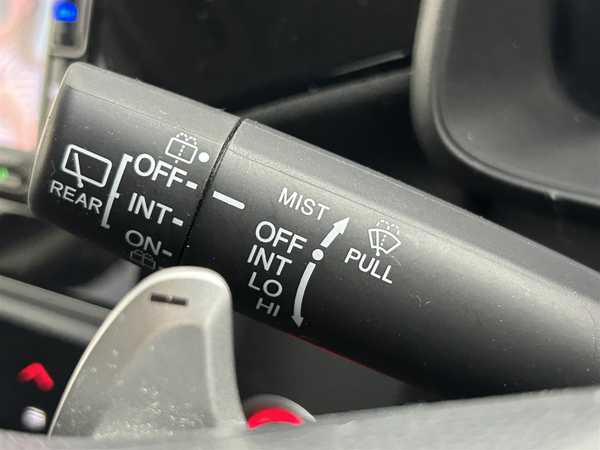 REAR
OFF
INT
ON
MIST
OFF
INT
LO
HI
PULL